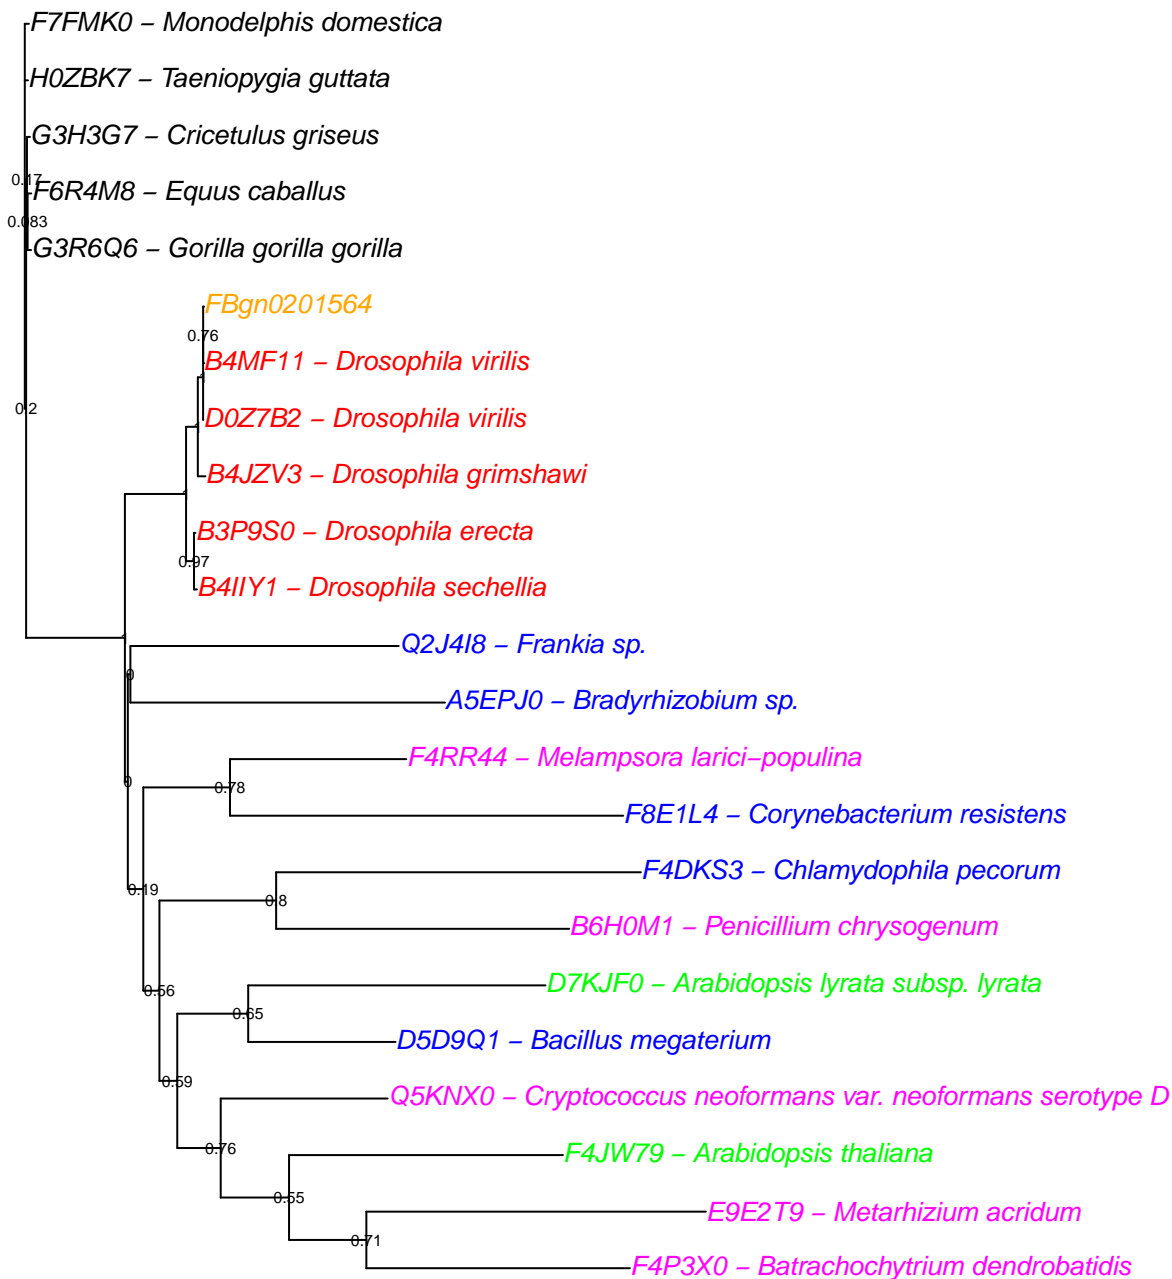 F7FMK0 – Monodelphis domestica
H0ZBK7 – Taeniopygia guttata
G3H3G7 – Cricetulus griseus
0.17
F6R4M8 – Equus caballus
0.083
G3R6Q6 – Gorilla gorilla gorilla
FBgn0201564
0.76
B4MF11 – Drosophila virilis
1
0.2
D0Z7B2 – Drosophila virilis
1
B4JZV3 – Drosophila grimshawi
1
B3P9S0 – Drosophila erecta
0.97
B4IIY1 – Drosophila sechellia
1
Q2J4I8 – Frankia sp.
0
A5EPJ0 – Bradyrhizobium sp.
F4RR44 – Melampsora larici–populina
0
0.78
F8E1L4 – Corynebacterium resistens
F4DKS3 – Chlamydophila pecorum
0.19
0.8
B6H0M1 – Penicillium chrysogenum
D7KJF0 – Arabidopsis lyrata subsp. lyrata
0.56
0.65
D5D9Q1 – Bacillus megaterium
0.59
Q5KNX0 – Cryptococcus neoformans var. neoformans serotype D
0.76
F4JW79 – Arabidopsis thaliana
0.55
E9E2T9 – Metarhizium acridum
0.71
F4P3X0 – Batrachochytrium dendrobatidis